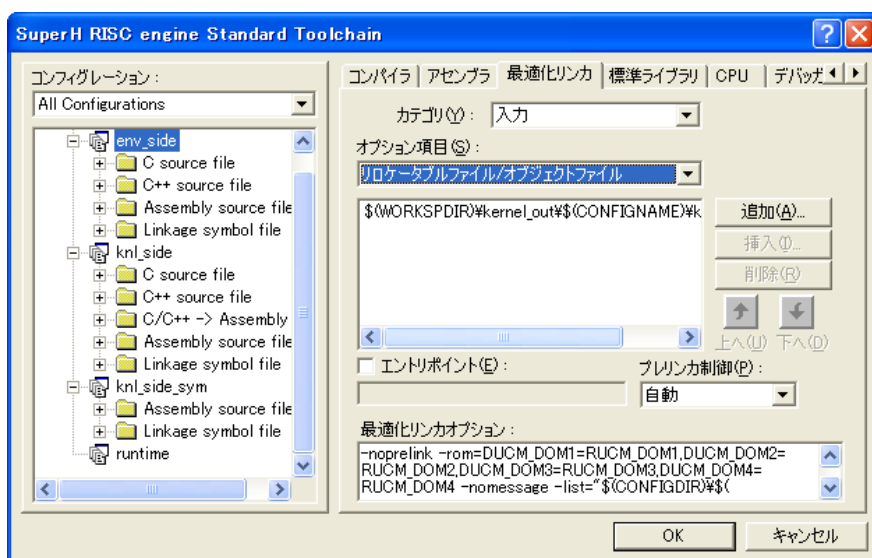 SuperH RISC engine Standard Toolchain
コンフィグレーション :
All Configurations
env_side
C source file
C++ source file
Assembly source file
Linkage symbol file
knl_side
C source file
C++ source file
C/C++ -> Assembly
Assembly source file
Linkage symbol file
knl_side_sym
Assembly source file
Linkage symbol file
runtime
コンパイラ アセンブラ 最適化リンカ 標準ライブラリ CPU デバッガ
カテゴリ(Y) : 入力
オプション項目(S) :
リロケータブルファイル/オブジェクトファイル
$(WORKSPDIR)¥kernel_out¥$(CONFIGNAME)¥k
追加(A)...
挿入(I)...
削除(R)
上へ(U) 下へ(D)
エントリポイント(E) :
プレリンカ制御(P) :
自動
最適化リンカオプション :
-noprelink -rom=DUCM_DOM1=RUCM_DOM1,DUCM_DOM2=
RUCM_DOM2,DUCM_DOM3=RUCM_DOM3,DUCM_DOM4=
RUCM_DOM4 -nomessage -list="$(CONFIGDIR)¥$(
OK キャンセル